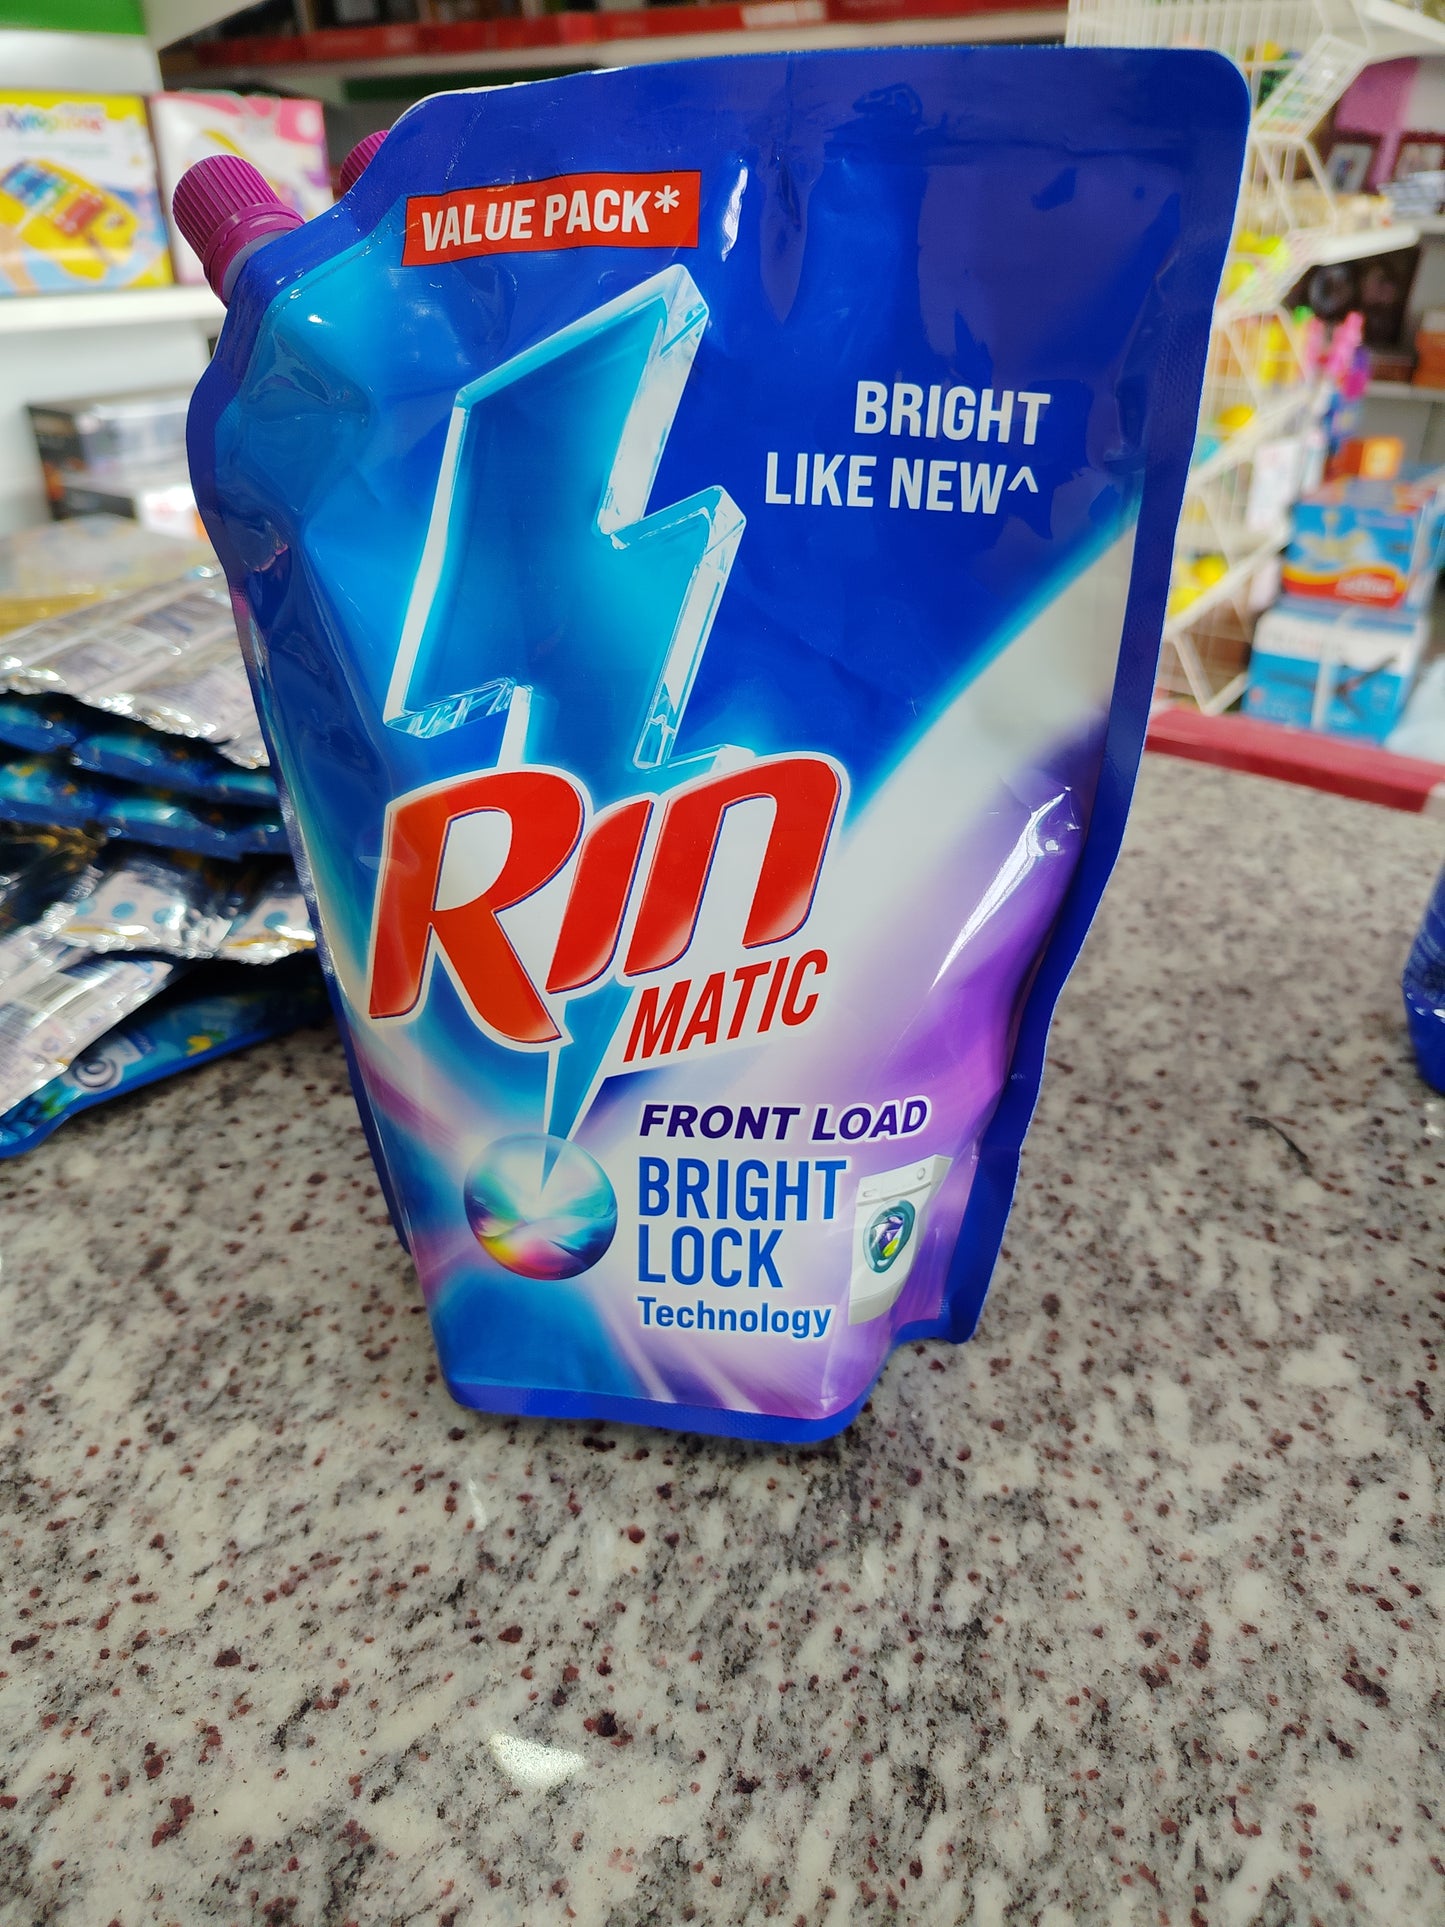 VALUE PACK*
BRIGHT
LIKE NEW^
Rin
MATIC
FRONT LOAD
BRIGHT
LOCK
Technology